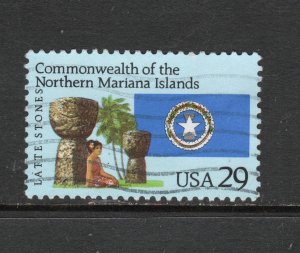 Commonwealth of the
Northern Mariana Islands
LATTE STONES
USA 29